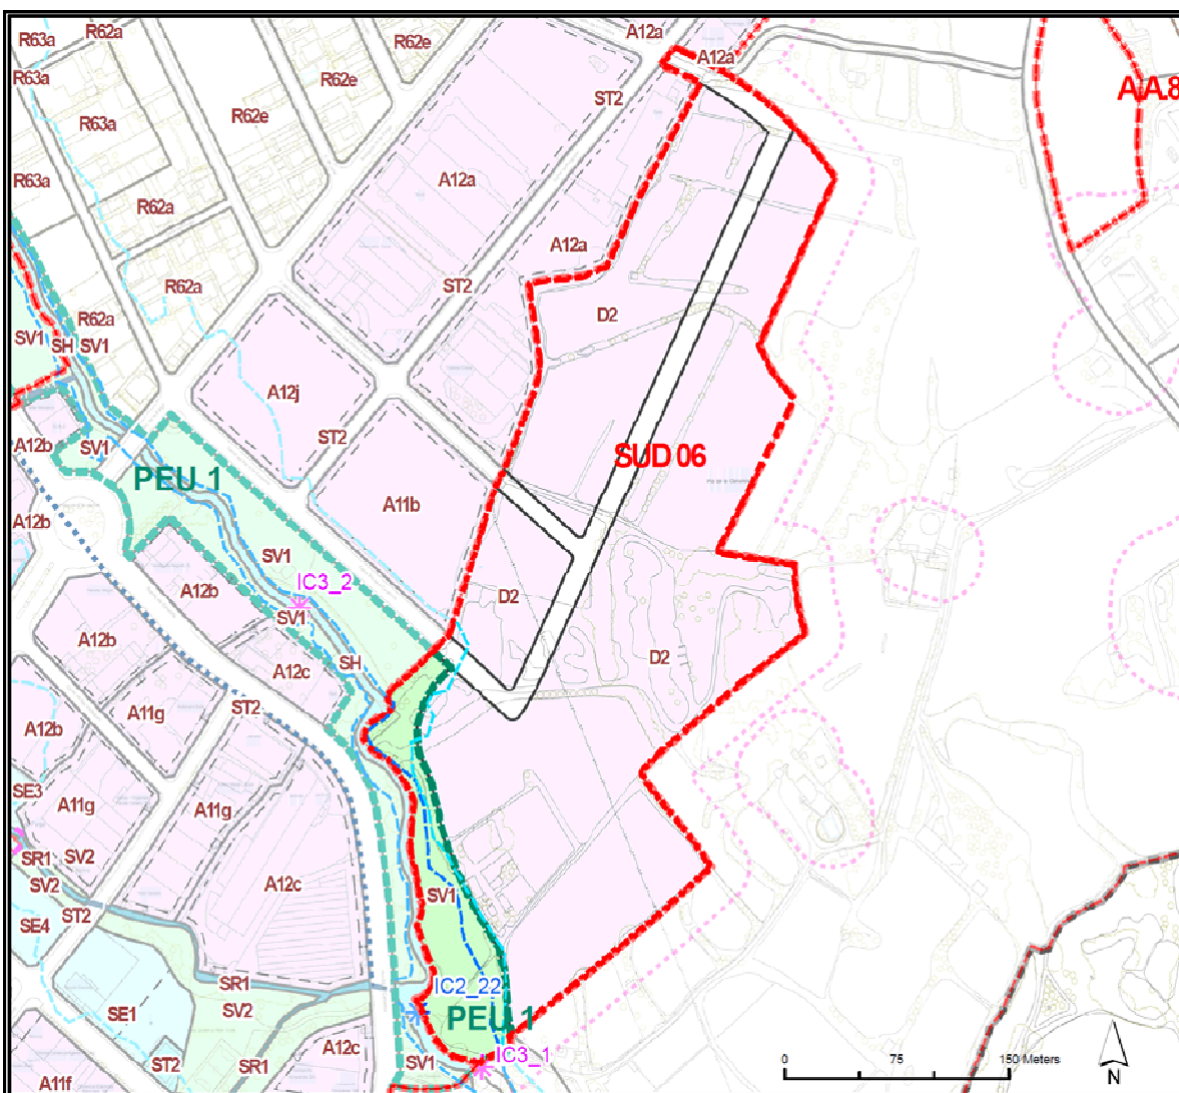 R63a
R62a
R62e
A12a
A12a
R63a
R62e
ST2
AA.8
R63a
R62e
R63a
A12a
R62a
A12a
R62a
ST2
R62a
D2
SV1
SH
SV1
A12j
ST2
SUD 06
A12b
SV1
PEU 1
A11b
A12b
SV1
IC3_2
A12b
SV1
D2
A12b
A12c
SH
D2
A11g
ST2
A12b
SE3
A11g
A11g
SR1
SV2
SV2
A12c
SV1
ST2
SE4
SR1
IC2_22
SV2
SE1
PEU 1
A12c
IC3_1
ST2
SR1
SV1
A11f
0
75
150 Meters
N